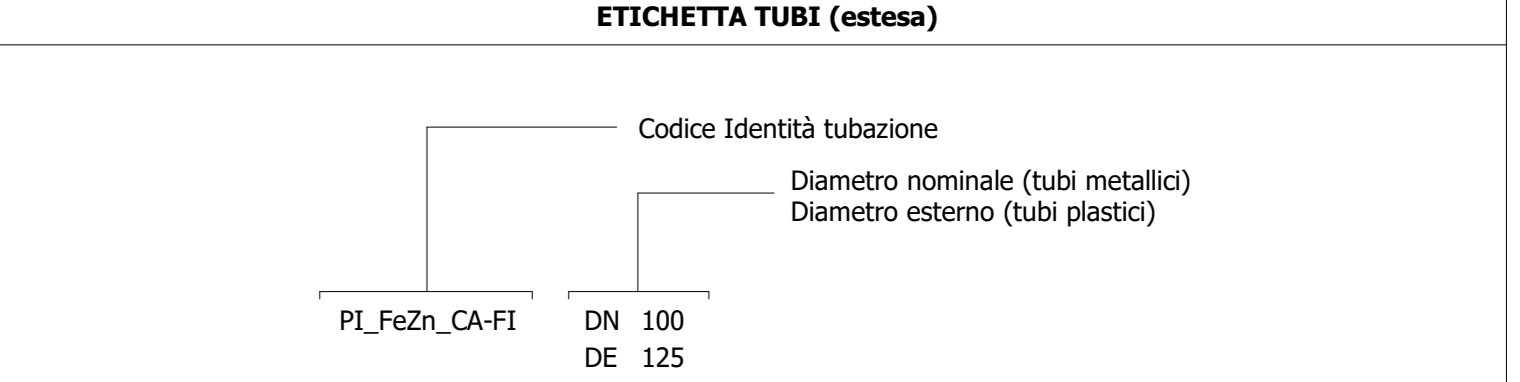 ETICHETTA TUBI (estesa)
Codice Identità tubazione
Diametro nominale (tubi metallici)
Diametro esterno (tubi plastici)
PI_FeZn_CA-FI DN 100
DE 125